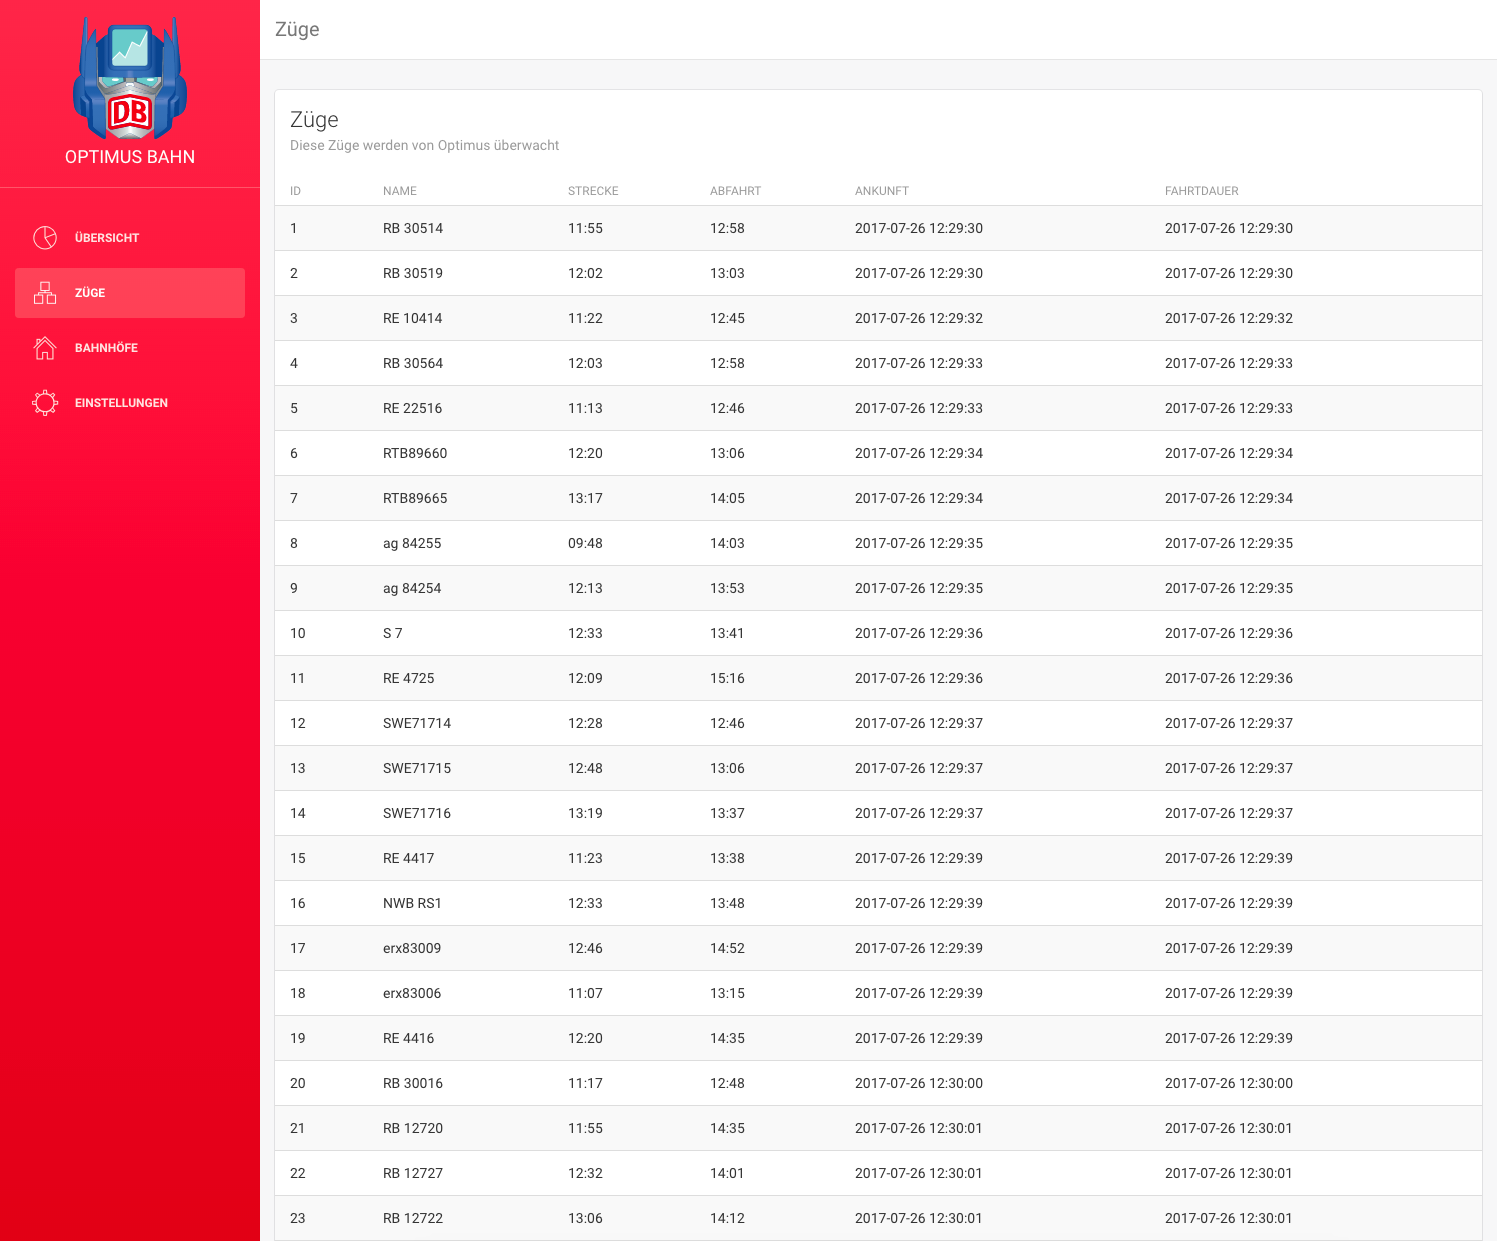 DB
OPTIMUS BAHN
ÜBERSICHT
ZÜGE
BAHNHÖFE
EINSTELLUNGEN
Züge
Züge
Diese Züge werden von Optimus überwacht
ID NAME STRECKE ABFAHRT ANKUNFT FAHRTDAUER
1 RB 30514 11:55 12:58 2017-07-26 12:29:30 2017-07-26 12:29:30
2 RB 30519 12:02 13:03 2017-07-26 12:29:30 2017-07-26 12:29:30
3 RE 10414 11:22 12:45 2017-07-26 12:29:32 2017-07-26 12:29:32
4 RB 30564 12:03 12:58 2017-07-26 12:29:33 2017-07-26 12:29:33
5 RE 22516 11:13 12:46 2017-07-26 12:29:33 2017-07-26 12:29:33
6 RTB89660 12:20 13:06 2017-07-26 12:29:34 2017-07-26 12:29:34
7 RTB89665 13:17 14:05 2017-07-26 12:29:34 2017-07-26 12:29:34
8 ag 84255 09:48 14:03 2017-07-26 12:29:35 2017-07-26 12:29:35
9 ag 84254 12:13 13:53 2017-07-26 12:29:35 2017-07-26 12:29:35
10 S 7 12:33 13:41 2017-07-26 12:29:36 2017-07-26 12:29:36
11 RE 4725 12:09 15:16 2017-07-26 12:29:36 2017-07-26 12:29:36
12 SWE71714 12:28 12:46 2017-07-26 12:29:37 2017-07-26 12:29:37
13 SWE71715 12:48 13:06 2017-07-26 12:29:37 2017-07-26 12:29:37
14 SWE71716 13:19 13:37 2017-07-26 12:29:37 2017-07-26 12:29:37
15 RE 4417 11:23 13:38 2017-07-26 12:29:39 2017-07-26 12:29:39
16 NWB RS1 12:33 13:48 2017-07-26 12:29:39 2017-07-26 12:29:39
17 erx83009 12:46 14:52 2017-07-26 12:29:39 2017-07-26 12:29:39
18 erx83006 11:07 13:15 2017-07-26 12:29:39 2017-07-26 12:29:39
19 RE 4416 12:20 14:35 2017-07-26 12:29:39 2017-07-26 12:29:39
20 RB 30016 11:17 12:48 2017-07-26 12:30:00 2017-07-26 12:30:00
21 RB 12720 11:55 14:35 2017-07-26 12:30:01 2017-07-26 12:30:01
22 RB 12727 12:32 14:01 2017-07-26 12:30:01 2017-07-26 12:30:01
23 RB 12722 13:06 14:12 2017-07-26 12:30:01 2017-07-26 12:30:01